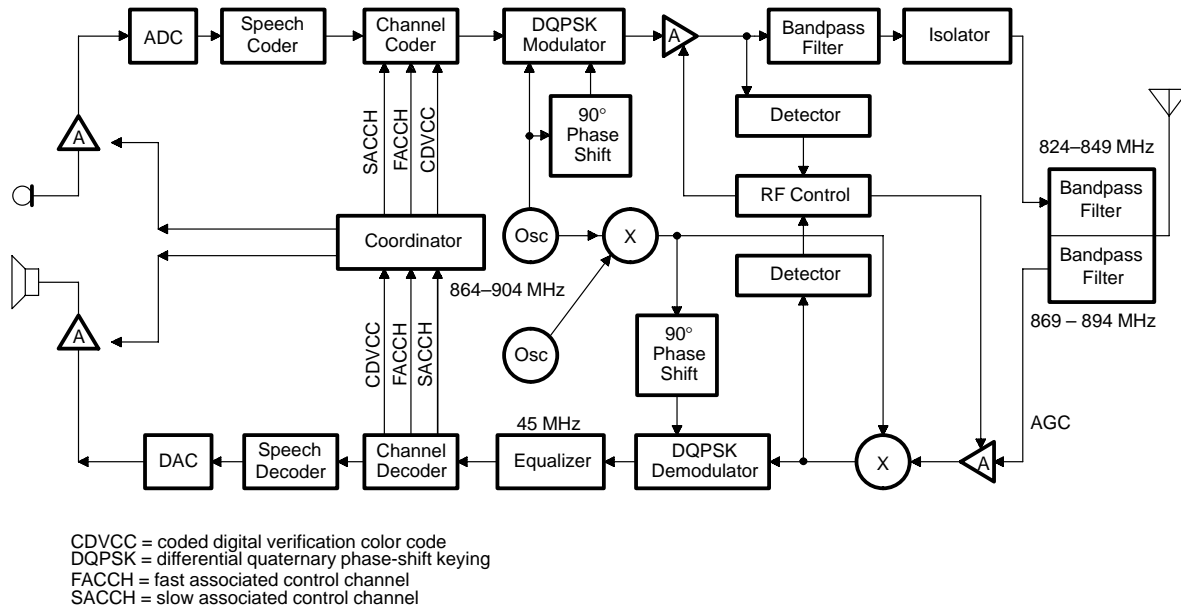 ADC
Speech
Coder
Channel
Coder
DQPSK
Modulator
A
Bandpass
Filter
Isolator
A
SACCH
FACCH
CDVCC
90°
Phase
Shift
Detector
824–849 MHz
RF Control
Bandpass
Filter
Coordinator
Osc
X
Bandpass
Filter
864–904 MHz
Detector
869 – 894 MHz
A
CDVCC
FACCH
SACCH
Osc
90°
Phase
Shift
AGC
45 MHz
DAC
Speech
Decoder
Channel
Decoder
Equalizer
DQPSK
Demodulator
X
A
CDVCC = coded digital verification color code
DQPSK = differential quaternary phase-shift keying
FACCH = fast associated control channel
SACCH = slow associated control channel